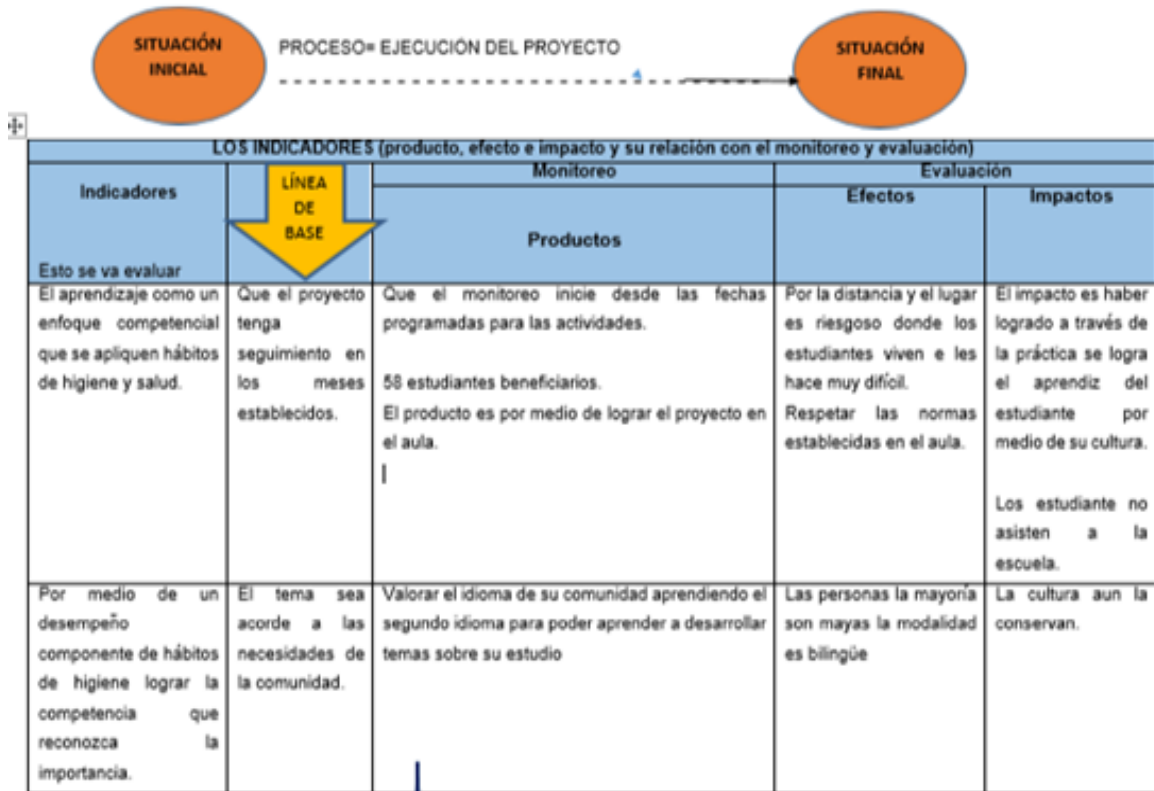 SITUACIÓN
INICIAL
PROCESO= EJECUCIÓN DEL PROYECTO
SITUACIÓN
FINAL
LOS INDICADORES (producto, efecto e impacto y su relación con el monitoreo y evaluación)
Indicadores
Esto se va evaluar
LÍNEA
DE
BASE
Monitoreo
Productos
Evaluación
Efectos
Impactos
El aprendizaje como un
enfoque competencial
que se apliquen hábitos
de higiene y salud.
Que el proyecto
tenga
seguimiento en
los meses
establecidos.
Que el monitoreo inicie desde las fechas
programadas para las actividades.
58 estudiantes beneficiarios.
El producto es por medio de lograr el proyecto en
el aula.
Por la distancia y el lugar
es riesgoso donde los
estudiantes viven e les
hace muy difícil.
Respetar las normas
establecidas en el aula.
El impacto es haber
logrado a través de
la práctica se logra
el aprendiz del
estudiante por
medio de su cultura.
Los estudiante no
asisten a la
escuela.
Por medio de un
desempeño
componente de hábitos
de higiene lograr la
competencia que
reconozca la
importancia.
El tema sea
acorde a las
necesidades de
la comunidad.
Valorar el idioma de su comunidad aprendiendo el
segundo idioma para poder aprender a desarrollar
temas sobre su estudio
Las personas la mayoría
son mayas la modalidad
es bilingüe
La cultura aun la
conservan.